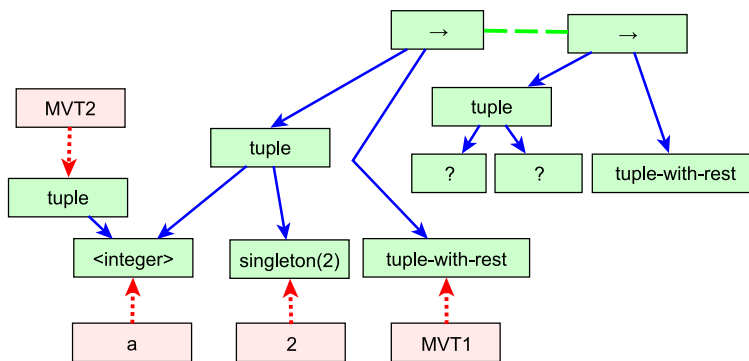 → →
MVT2
tuple
tuple
tuple
? ? tuple-with-rest
<integer> singleton(2) tuple-with-rest
a 2 MVT1